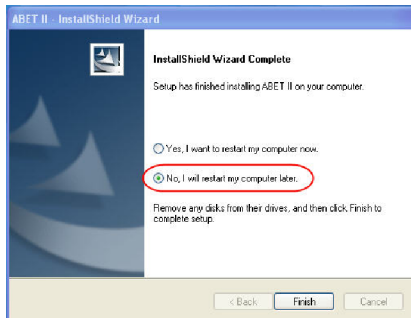 ABET II - InstallShield Wizard
InstallShield Wizard Complete
Setup has finished installing ABET II on your computer.
Yes, I want to restart my computer now.
No, I will restart my computer later.
Remove any disks from their drives, and then click Finish to
complete setup.
< Back
Finish
Cancel